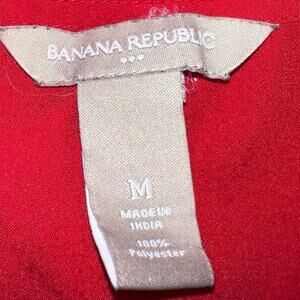 BANANA REPUBLIC
M
MADE IN
INDIA
100%
Polyester